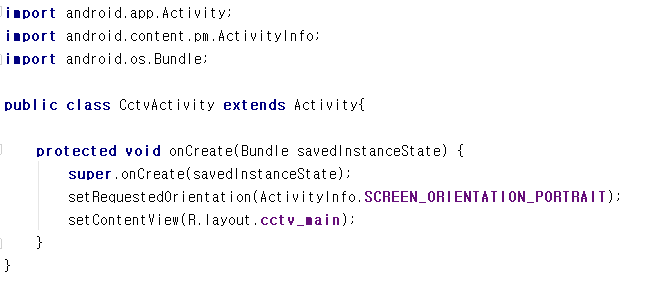 import android.app.Activity;
import android.content.pm.ActivityInfo;
import android.os.Bundle;
public class CctvActivity extends Activity{
protected void onCreate(Bundle savedInstanceState) {
super.onCreate(savedInstanceState);
setRequestedOrientation(ActivityInfo.SCREEN_ORIENTATION_PORTRAIT);
setContentView(R.layout.cctv_main);
}
}